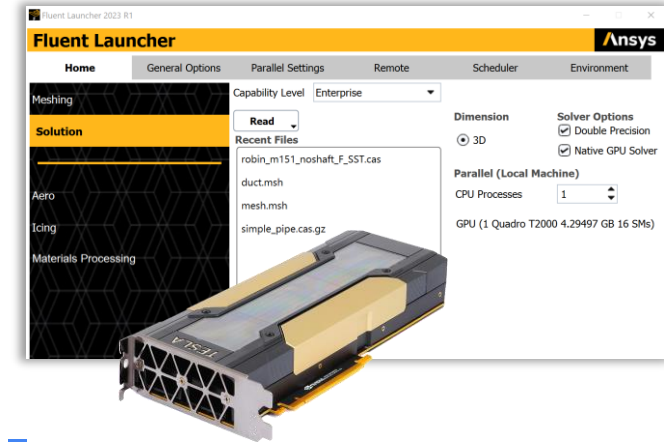 Fluent Launcher 2023 R1
Fluent Launcher
Ansys
Home General Options Parallel Settings Remote Scheduler Environment
Meshing
Solution
Aero
Icing
Materials Processing
Capability Level Enterprise
Read
Recent Files
robin_m151_noshaft_F_SST.cas
duct.msh
mesh.msh
simple_pipe.cas.gz
Dimension
3D
Solver Options
Double Precision
Native GPU Solver
Parallel (Local Machine)
CPU Processes 1
GPU (1 Quadro T2000 4.29497 GB 16 SMs)
TESLA